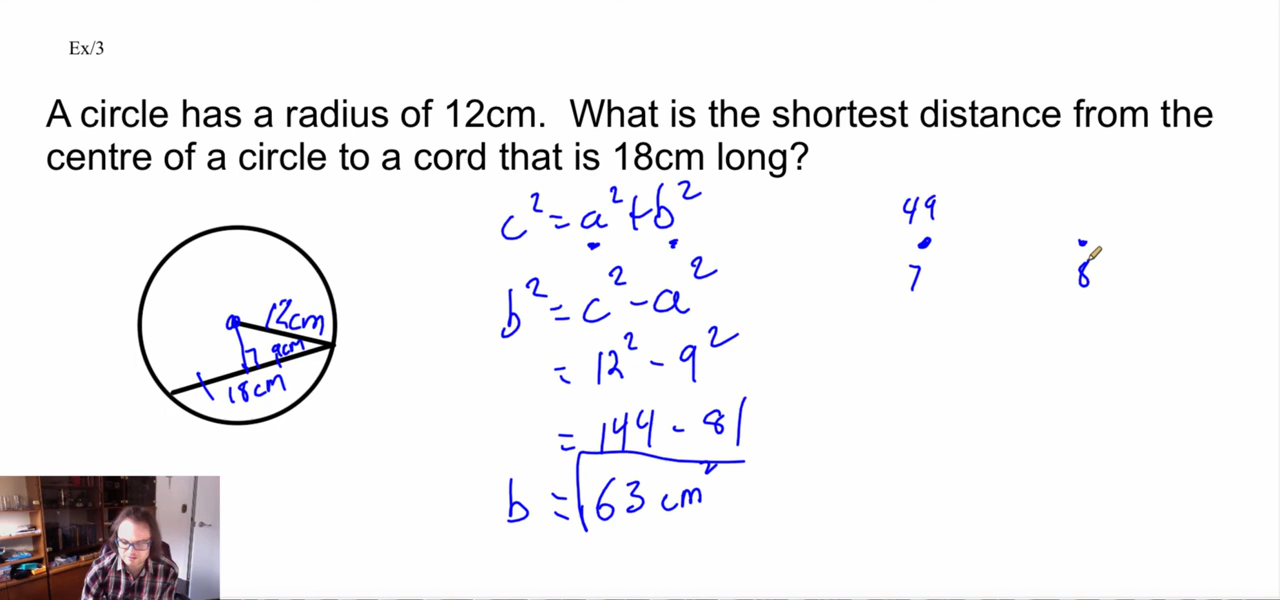 Ex/3
A circle has a radius of 12cm. What is the shortest distance from the
centre of a circle to a cord that is 18cm long?
12cm
9cm
18cm
c² = a² + b²
b² = c² - a²
= 12² - 9²
= 144 - 81
b = √63 cm²
49
7 8